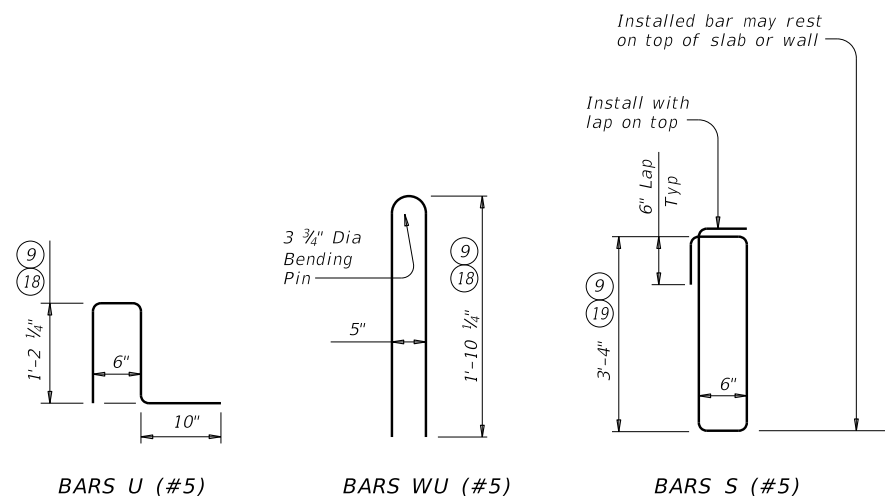 Installed bar may rest
on top of slab or wall
Install with
lap on top
6" Lap
Typ
3 ¾" Dia
Bending
Pin
9
18
1'-2 ¼"
6"
10"
5"
9
18
1'-10 ¼"
9
19
3'-4"
6"
BARS U (#5)
BARS WU (#5)
BARS S (#5)